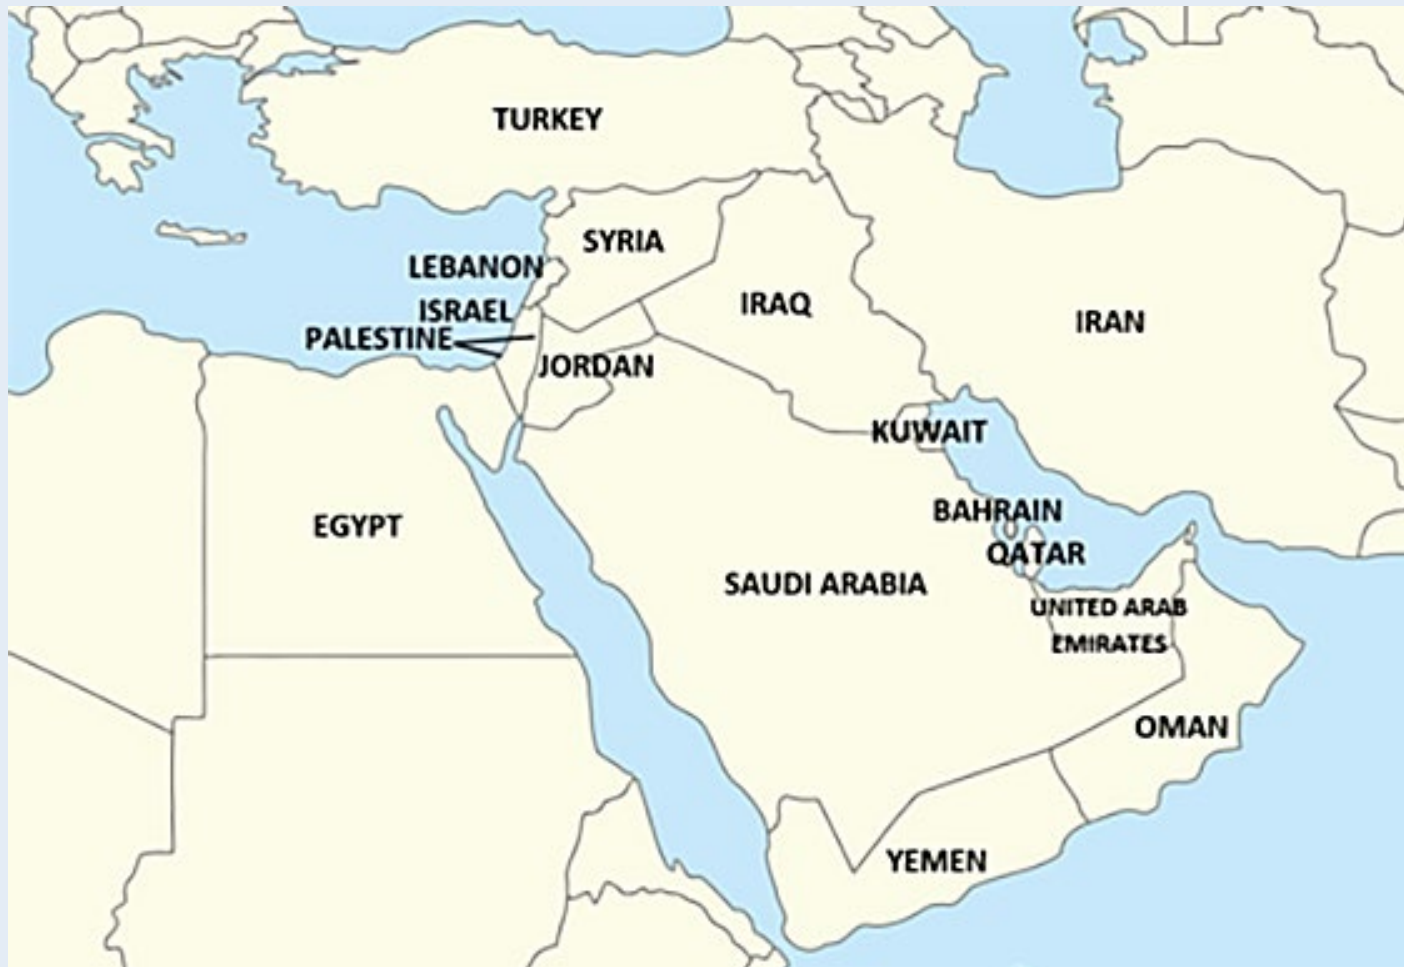 TURKEY
SYRIA
LEBANON
ISRAEL
PALESTINE
JORDAN
IRAQ
IRAN
KUWAIT
EGYPT
BAHRAIN
QATAR
SAUDI ARABIA
UNITED ARAB
EMIRATES
OMAN
YEMEN